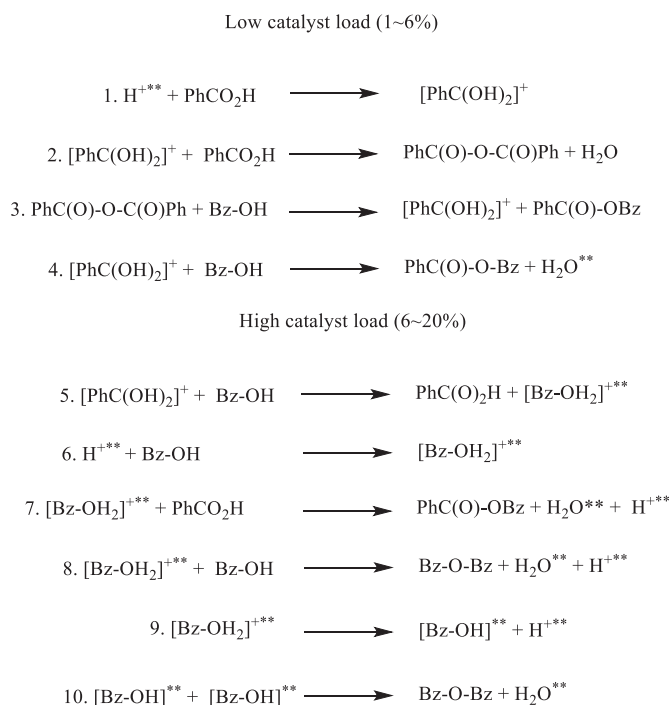 Low catalyst load (1~6%)
1. H⁺** + PhCO₂H ⟶ [PhC(OH)₂]⁺
2. [PhC(OH)₂]⁺ + PhCO₂H ⟶ PhC(O)-O-C(O)Ph + H₂O
3. PhC(O)-O-C(O)Ph + Bz-OH ⟶ [PhC(OH)₂]⁺ + PhC(O)-OBz
4. [PhC(OH)₂]⁺ + Bz-OH ⟶ PhC(O)-O-Bz + H₂O**
High catalyst load (6~20%)
5. [PhC(OH)₂]⁺ + Bz-OH ⟶ PhC(O)₂H + [Bz-OH₂]⁺**
6. H⁺** + Bz-OH ⟶ [Bz-OH₂]⁺**
7. [Bz-OH₂]⁺** + PhCO₂H ⟶ PhC(O)-OBz + H₂O** + H⁺**
8. [Bz-OH₂]⁺** + Bz-OH ⟶ Bz-O-Bz + H₂O** + H⁺**
9. [Bz-OH₂]⁺** ⟶ [Bz-OH]** + H⁺**
10. [Bz-OH]** + [Bz-OH]** ⟶ Bz-O-Bz + H₂O**